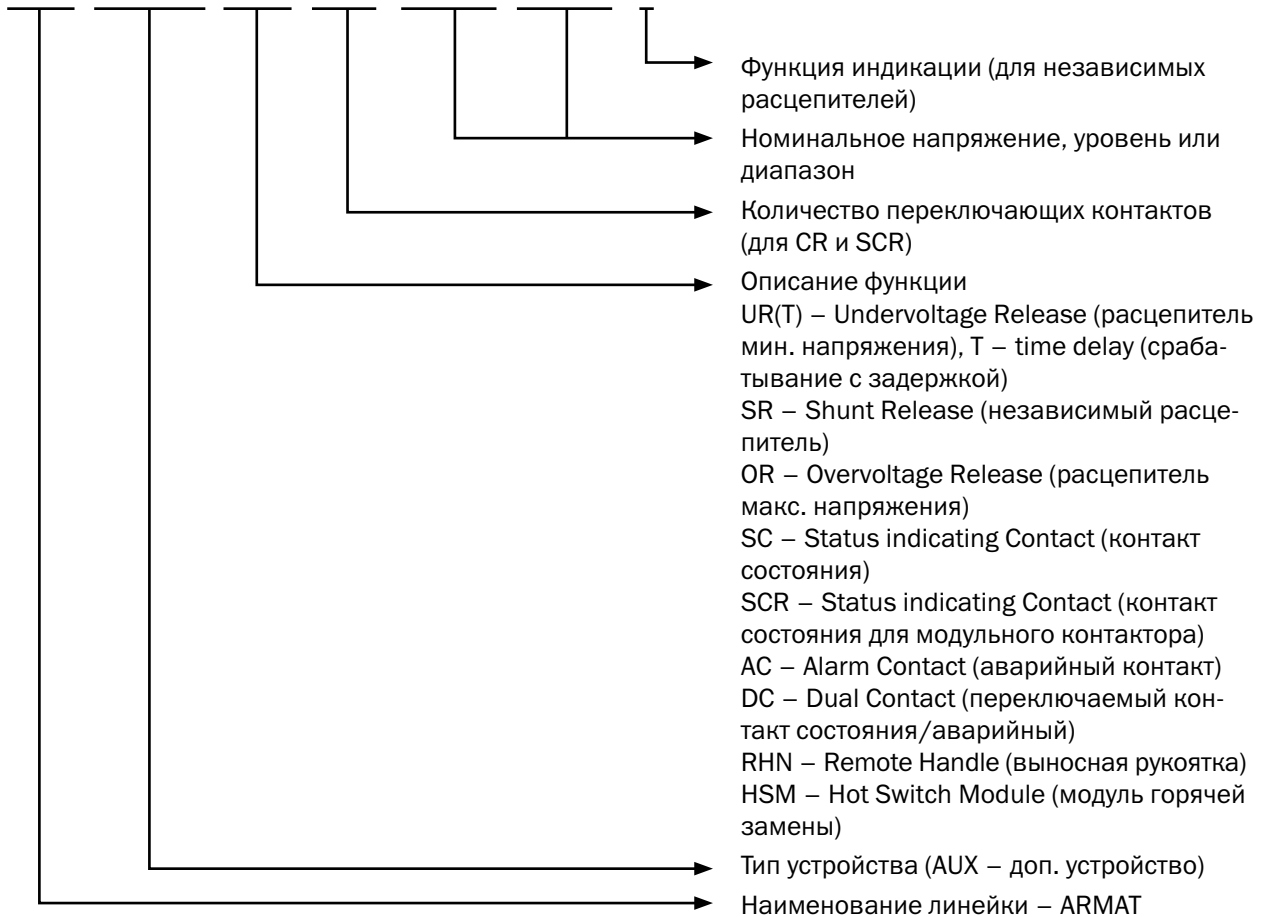 Функция индикации (для независимых
расцепителей)
Номинальное напряжение, уровень или
диапазон
Количество переключающих контактов
(для CR и SCR)
Описание функции
UR(T) – Undervoltage Release (расцепитель
мин. напряжения), T – time delay (сраба-
тывание с задержкой)
SR – Shunt Release (независимый расце-
питель)
OR – Overvoltage Release (расцепитель
макс. напряжения)
SC – Status indicating Contact (контакт
состояния)
SCR – Status indicating Contact (контакт
состояния для модульного контактора)
AC – Alarm Contact (аварийный контакт)
DC – Dual Contact (переключаемый кон-
такт состояния/аварийный)
RHN – Remote Handle (выносная рукоятка)
HSM – Hot Switch Module (модуль горячей
замены)
Тип устройства (AUX – доп. устройство)
Наименование линейки – ARMAT